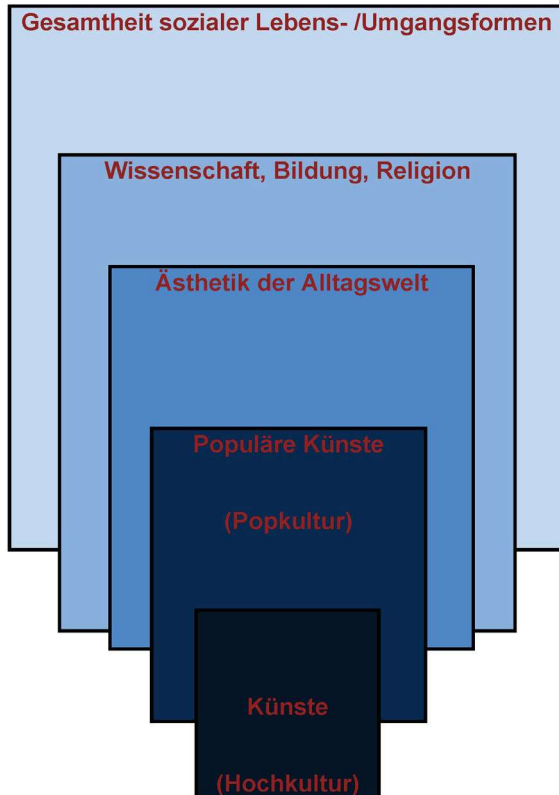 Gesamtheit sozialer Lebens- /Umgangsformen
Wissenschaft, Bildung, Religion
Ästhetik der Alltagswelt
Populäre Künste
(Popkultur)
Künste
(Hochkultur)